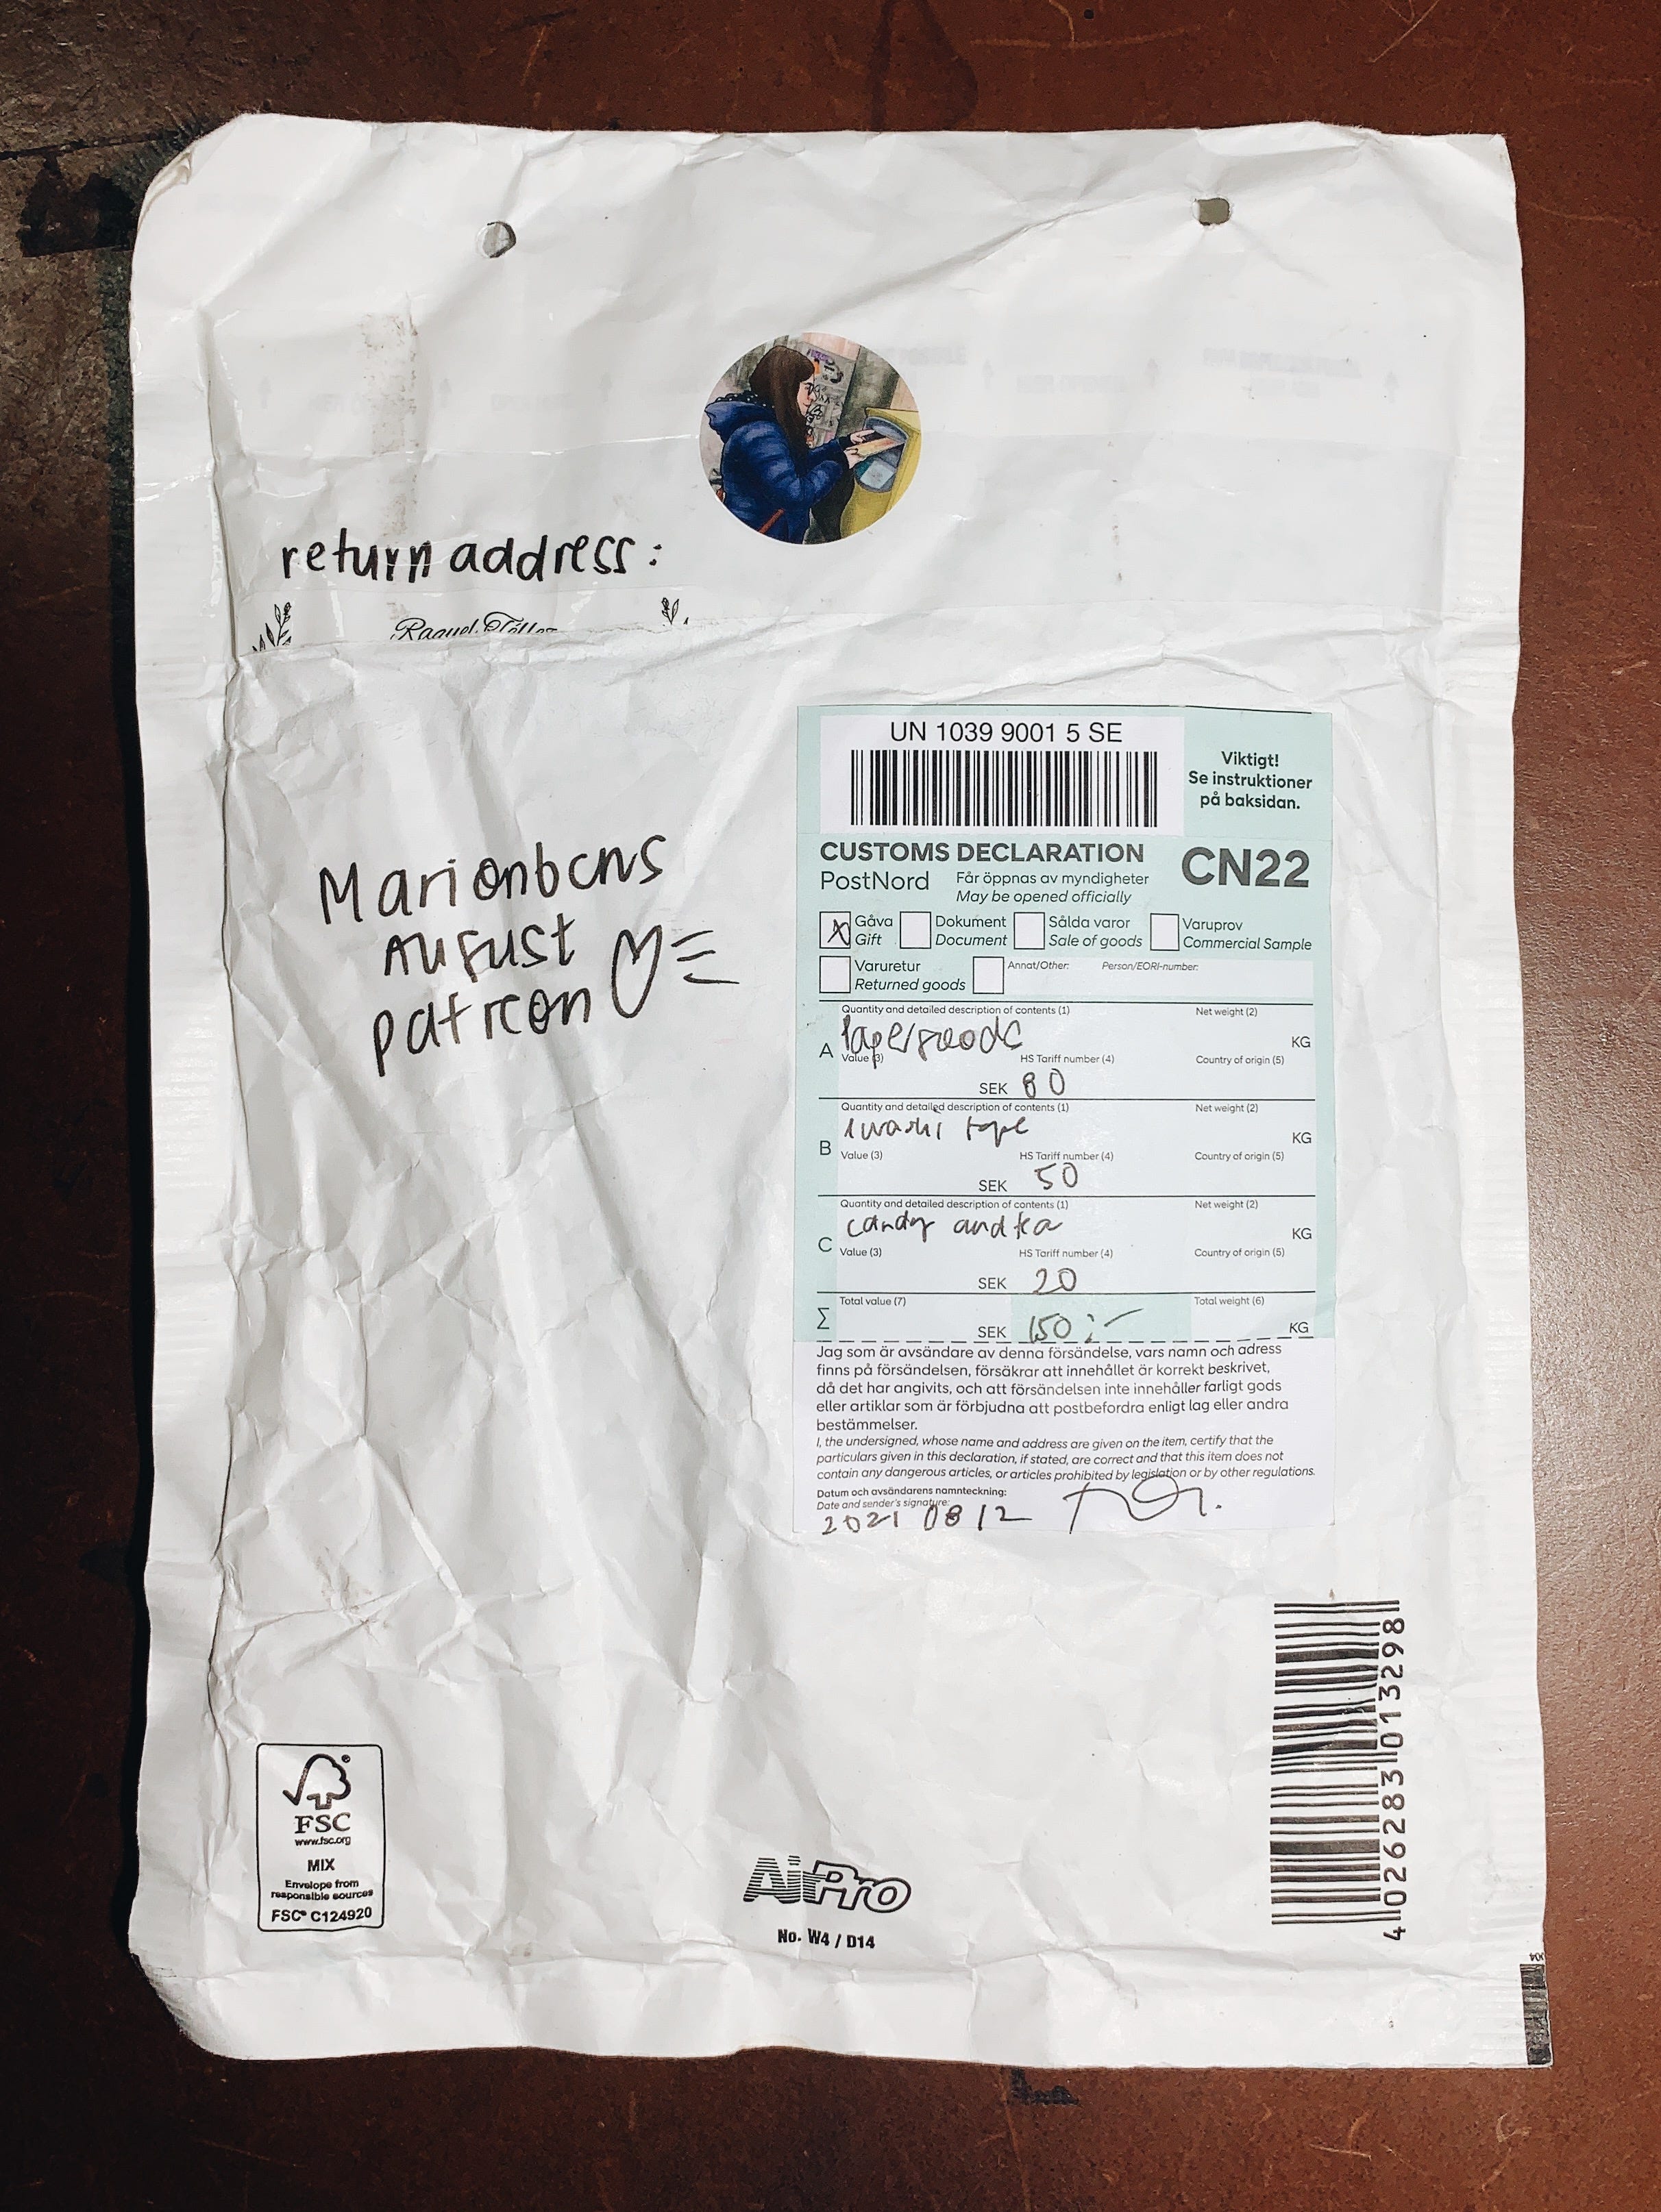 return address:
UN 1039 9001 5 SE
Viktigt!
Se instruktioner
på baksidan.
CUSTOMS DECLARATION
CN22
PostNord
Får öppnas av myndigheter
May be opened officially
X
Gåva
Gift
Dokument
Document
Sålda varor
Sale of goods
Varuprov
Commercial Sample
Varuretur
Returned goods
Annat/Other:
Person/EORI-number:
Marionbcns
August
patreon
A
Quantity and detailed description of contents (1)
Net weight (2)
papergoods
KG
Value (3)
HS Tariff number (4)
Country of origin (5)
SEK 80
B
Quantity and detailed description of contents (1)
Net weight (2)
1 washi tape
KG
Value (3)
HS Tariff number (4)
Country of origin (5)
SEK 50
C
Quantity and detailed description of contents (1)
Net weight (2)
candy and tea
KG
Value (3)
HS Tariff number (4)
Country of origin (5)
SEK 20
Σ
Total value (7)
Total weight (6)
SEK 150:-
KG
Jag som är avsändare av denna försändelse, vars namn och adress
finns på försändelsen, försäkrar att innehållet är korrekt beskrivet,
då det har angivits, och att försändelsen inte innehåller farligt gods
eller artiklar som är förbjudna att postbefordra enligt lag eller andra
bestämmelser.
I, the undersigned, whose name and address are given on the item, certify that the
particulars given in this declaration, if stated, are correct and that this item does not
contain any dangerous articles, or articles prohibited by legislation or by other regulations.
Datum och avsändarens namnteckning:
Date and sender's signature:
2021 08 12
4 026283 013298
FSC
www.fsc.org
MIX
Envelope from
responsible sources
FSC® C124920
AirPro
No. W4 / D14